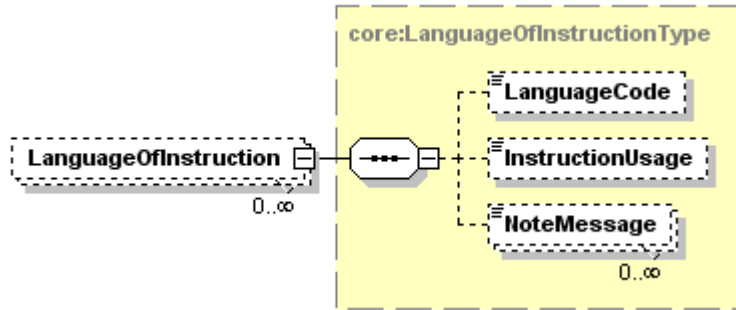 core:LanguageOfInstructionType
LanguageCode
LanguageOfInstruction
InstructionUsage
0..∞
NoteMessage
0..∞